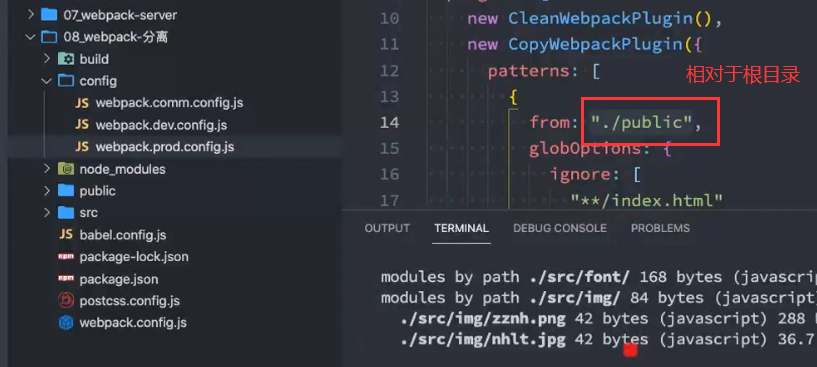 07_webpack-server
08_webpack-分离
build
config
JS webpack.comm.config.js
JS webpack.dev.config.js
JS webpack.prod.config.js
node_modules
public
src
JS babel.config.js
package-lock.json
package.json
postcss.config.js
webpack.config.js
10 new CleanWebpackPlugin(),
11 new CopyWebpackPlugin({
12 patterns: [
相对于根目录
13 {
14 from: "./public",
15 globOptions: {
16 ignore: [
17 "**/index.html"
OUTPUT TERMINAL DEBUG CONSOLE PROBLEMS
modules by path ./src/font/ 168 bytes (javascript
modules by path ./src/img/ 84 bytes (javascript)
./src/img/zznh.png 42 bytes (javascript) 288
./src/img/nhlt.jpg 42 bytes (javascript) 36.7